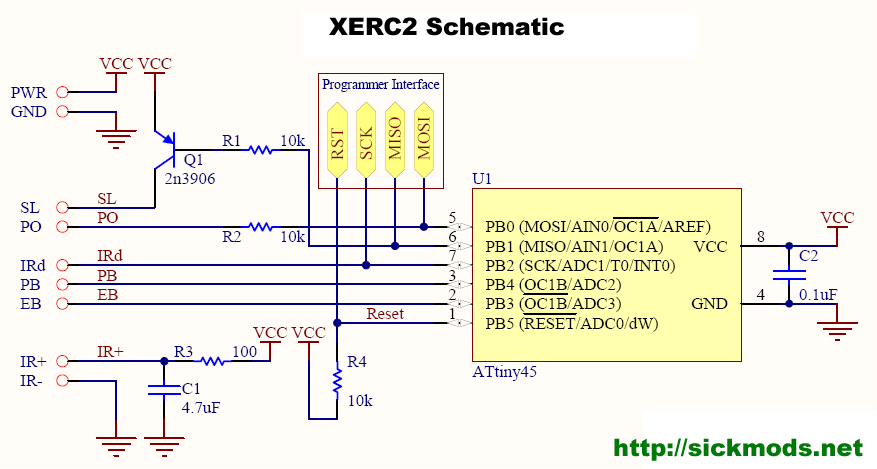 XERC2 Schematic
VCC VCC
Programmer Interface
PWR
GND
RST SCK MISO MOSI
R1 10k
Q1
2n3906
U1
SL SL
PO PO
R2 10k
5 PB0 (MOSI/AIN0/OC1A/AREF)
6 PB1 (MISO/AIN1/OC1A)
VCC 8
VCC
IRd IRd
7 PB2 (SCK/ADC1/T0/INT0)
C2
PB PB
3 PB4 (OC1B/ADC2)
0.1uF
EB EB
2 PB3 (OC1B/ADC3)
GND 4
Reset
1 PB5 (RESET/ADC0/dW)
VCC VCC
IR+ IR+
R3 100
R4
ATtiny45
IR-
C1
4.7uF
10k
http://sickmods.net